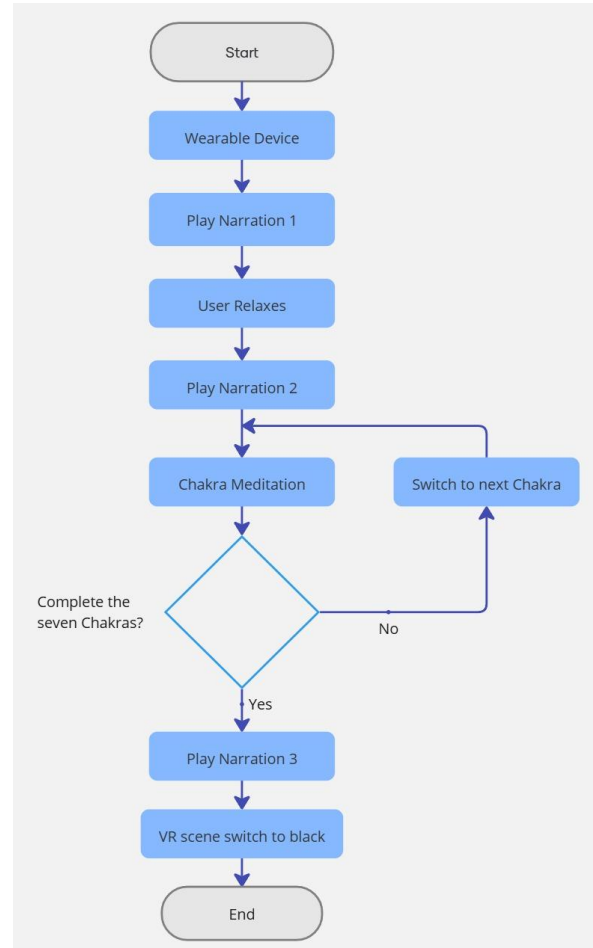 Start
Wearable Device
Play Narration 1
User Relaxes
Play Narration 2
Chakra Meditation
Switch to next Chakra
Complete the
seven Chakras?
No
Yes
Play Narration 3
VR scene switch to black
End